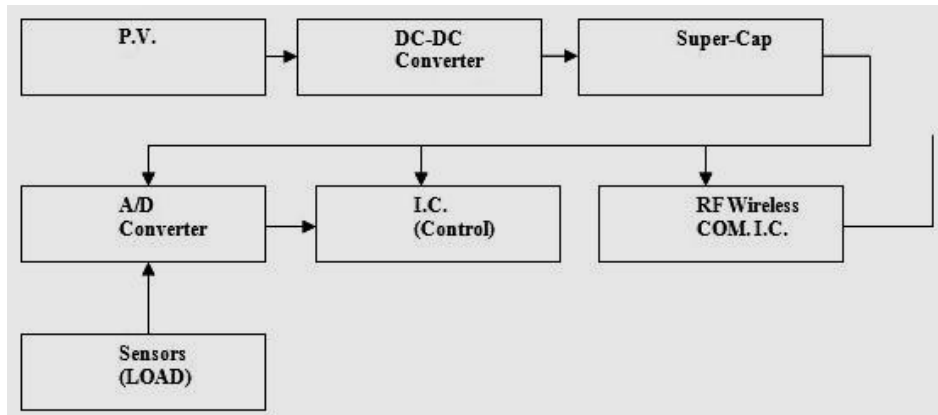 P.V.
DC-DC
Converter
Super-Cap
A/D
Converter
I.C.
(Control)
RF Wireless
COM. I.C.
Sensors
(LOAD)